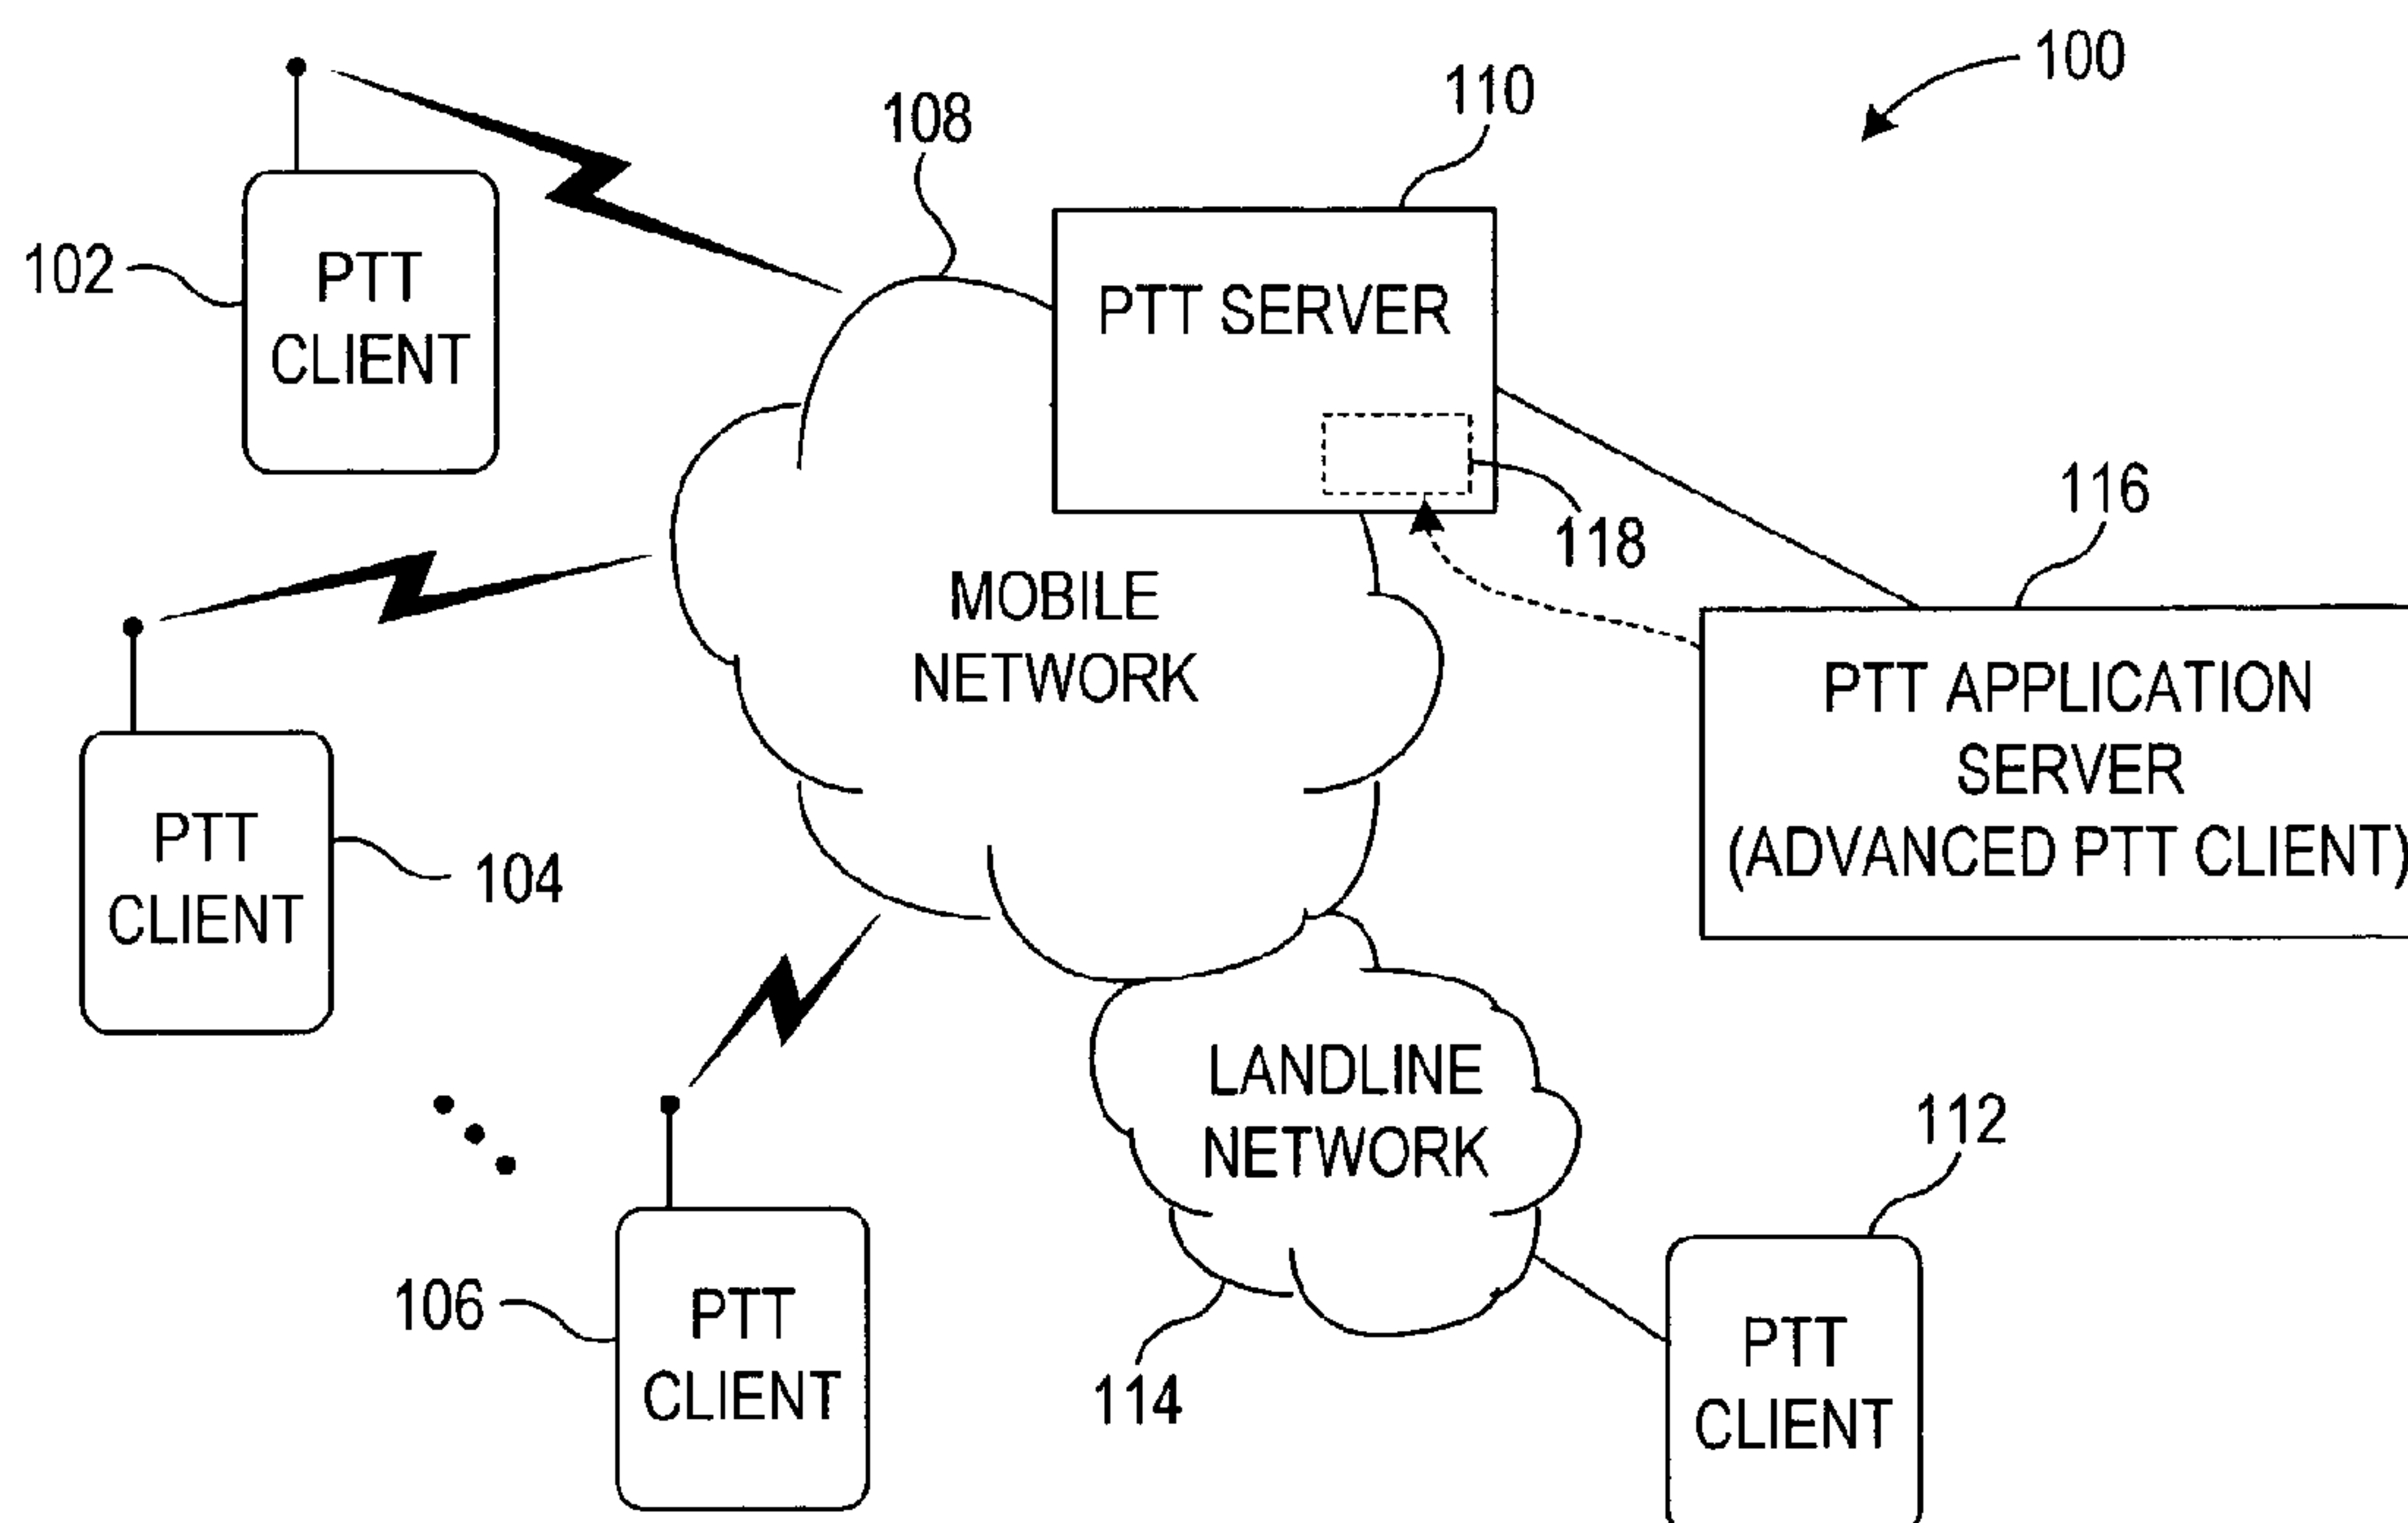 100
110
108
102
PTT
CLIENT
PTT SERVER
118
116
MOBILE
NETWORK
PTT APPLICATION
SERVER
(ADVANCED PTT CLIENT)
PTT
CLIENT
104
LANDLINE
NETWORK
112
106
PTT
CLIENT
114
PTT
CLIENT